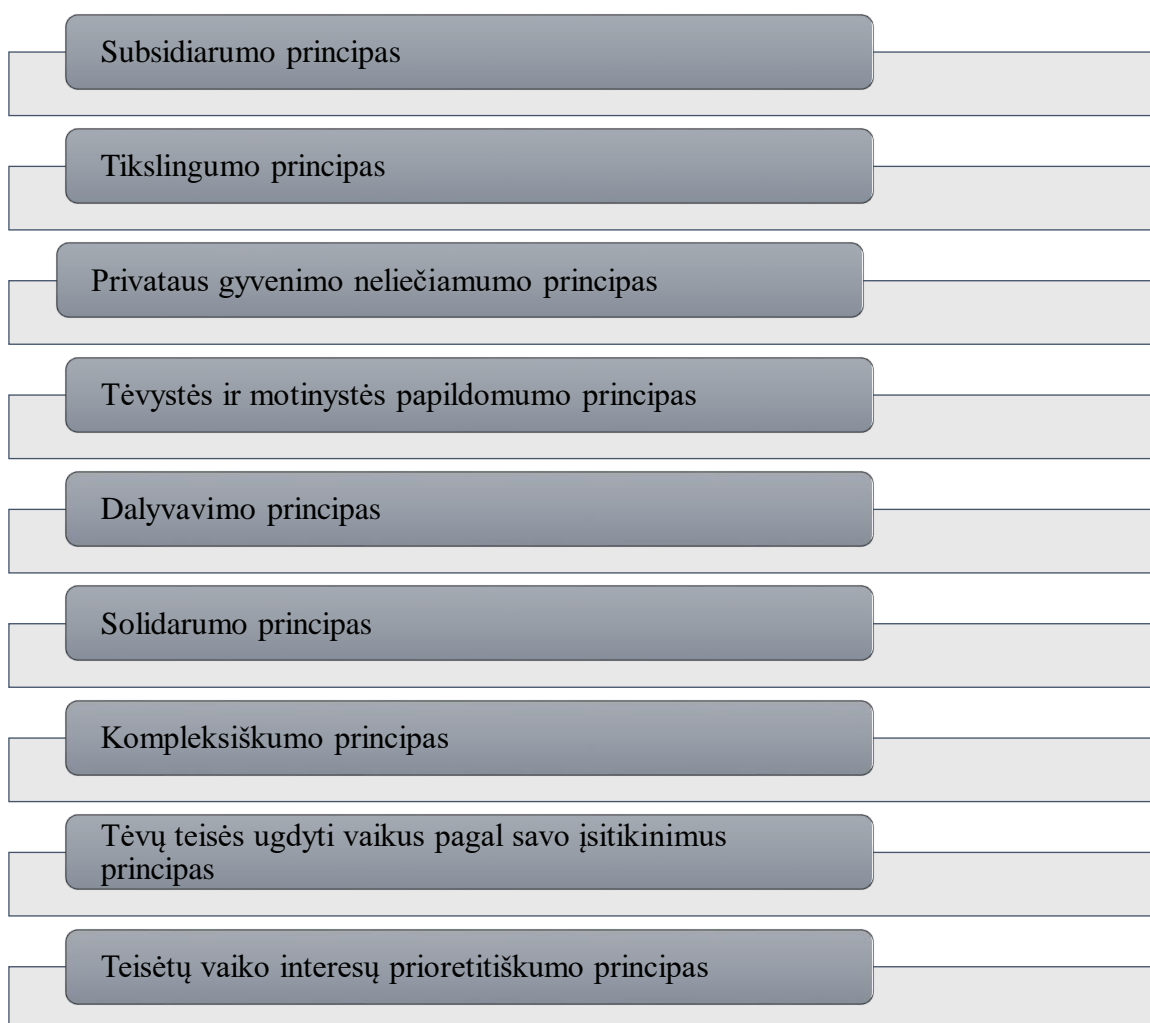 Subsidiarumo principas
Tikslingumo principas
Privataus gyvenimo neliečiamumo principas
Tėvystės ir motinystės papildomumo principas
Dalyvavimo principas
Solidarumo principas
Kompleksiškumo principas
Tėvų teisės ugdyti vaikus pagal savo įsitikinimus
principas
Teisėtų vaiko interesų prioretitiškumo principas